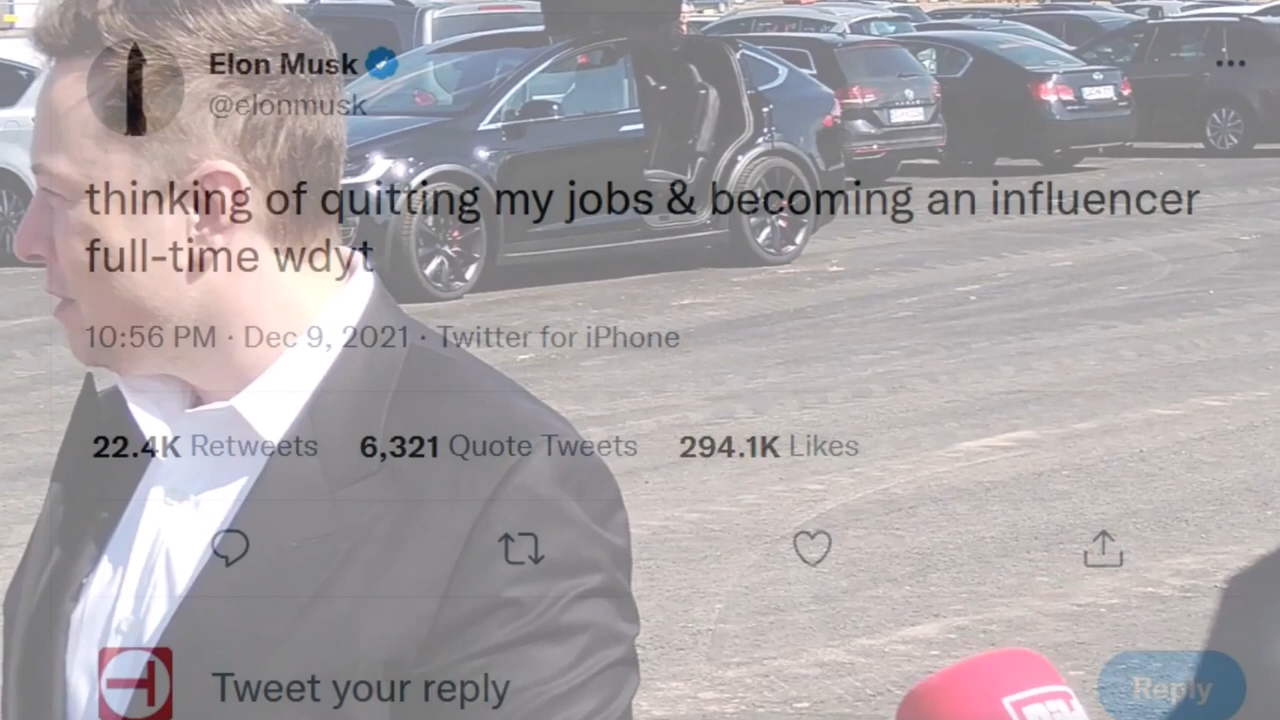 Elon Musk
@elonmusk
thinking of quitting my jobs & becoming an influencer
full-time wdyt
10:56 PM · Dec 9, 2021 · Twitter for iPhone
22.4K Retweets 6,321 Quote Tweets 294.1K Likes
Tweet your reply
Reply